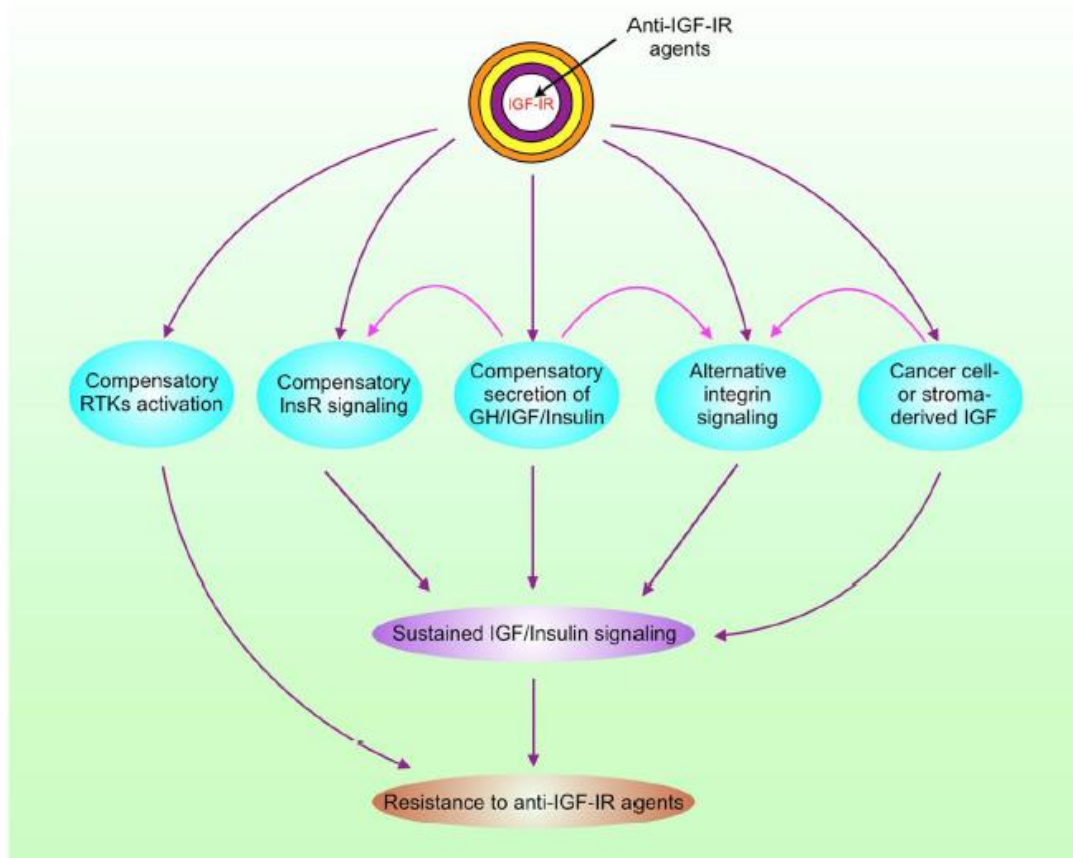 Anti-IGF-IR
agents
IGF-IR
Compensatory
RTKs activation
Compensatory
InsR signaling
Compensatory
secretion of
GH/IGF/Insulin
Alternative
integrin
signaling
Cancer cell-
or stroma-
derived IGF
Sustained IGF/Insulin signaling
Resistance to anti-IGF-IR agents